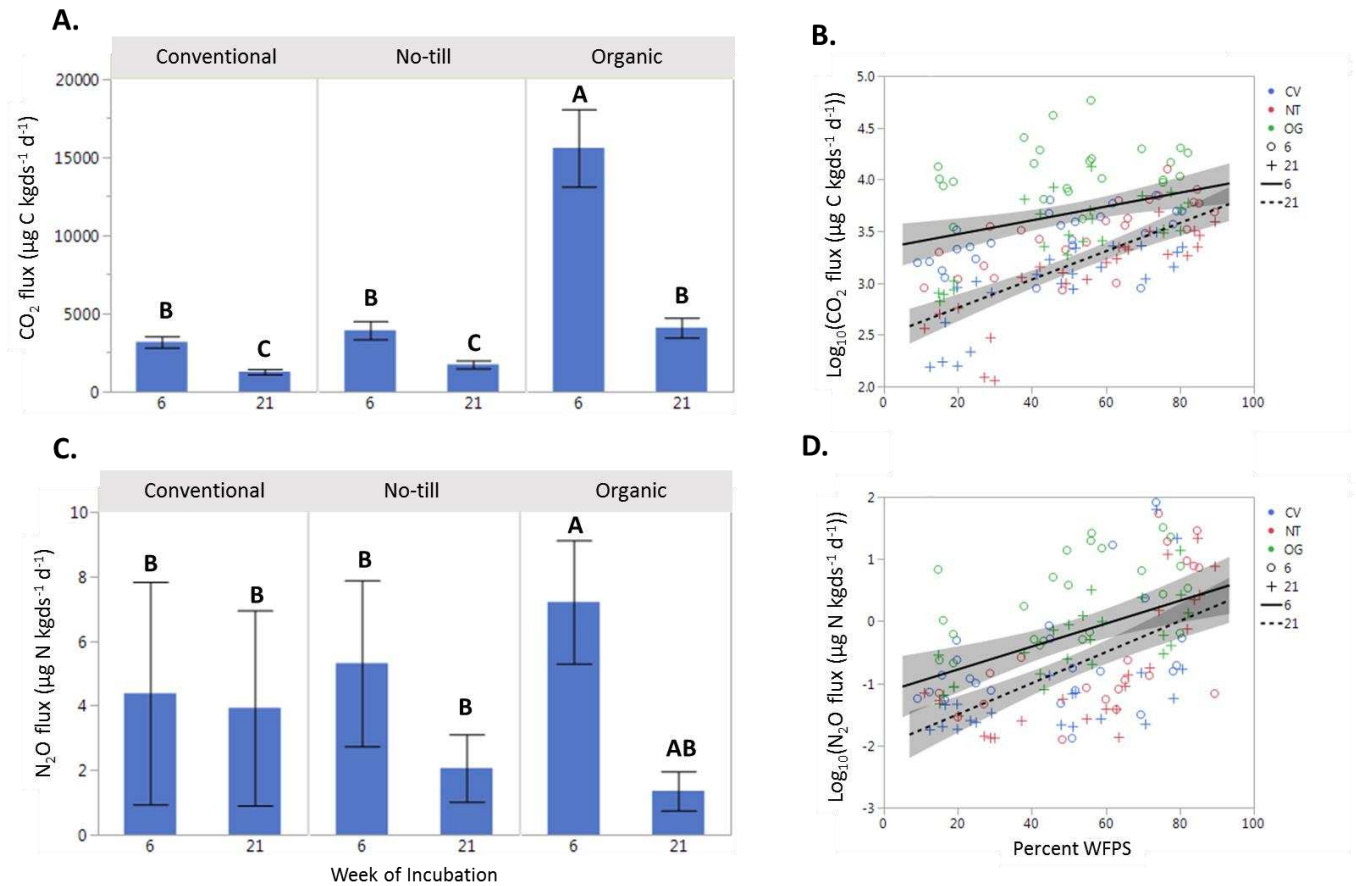 A.
Conventional No-till Organic
CO2 flux (µg C kgds-1 d-1)
20000
15000
10000
5000
0
B C B C A B
6 21 6 21 6 21
B.
Log10(CO2 flux (µg C kgds-1 d-1))
5.0
4.5
4.0
3.5
3.0
2.5
2.0
0 20 40 60 80 100
CV
NT
OG
6
21
6
21
C.
Conventional No-till Organic
N2O flux (µg N kgds-1 d-1)
10
8
6
4
2
0
B B B B A AB
6 21 6 21 6 21
Week of Incubation
D.
Log10(N2O flux (µg N kgds-1 d-1))
2
1
0
-1
-2
-3
0 20 40 60 80 100
Percent WFPS
CV
NT
OG
6
21
6
21